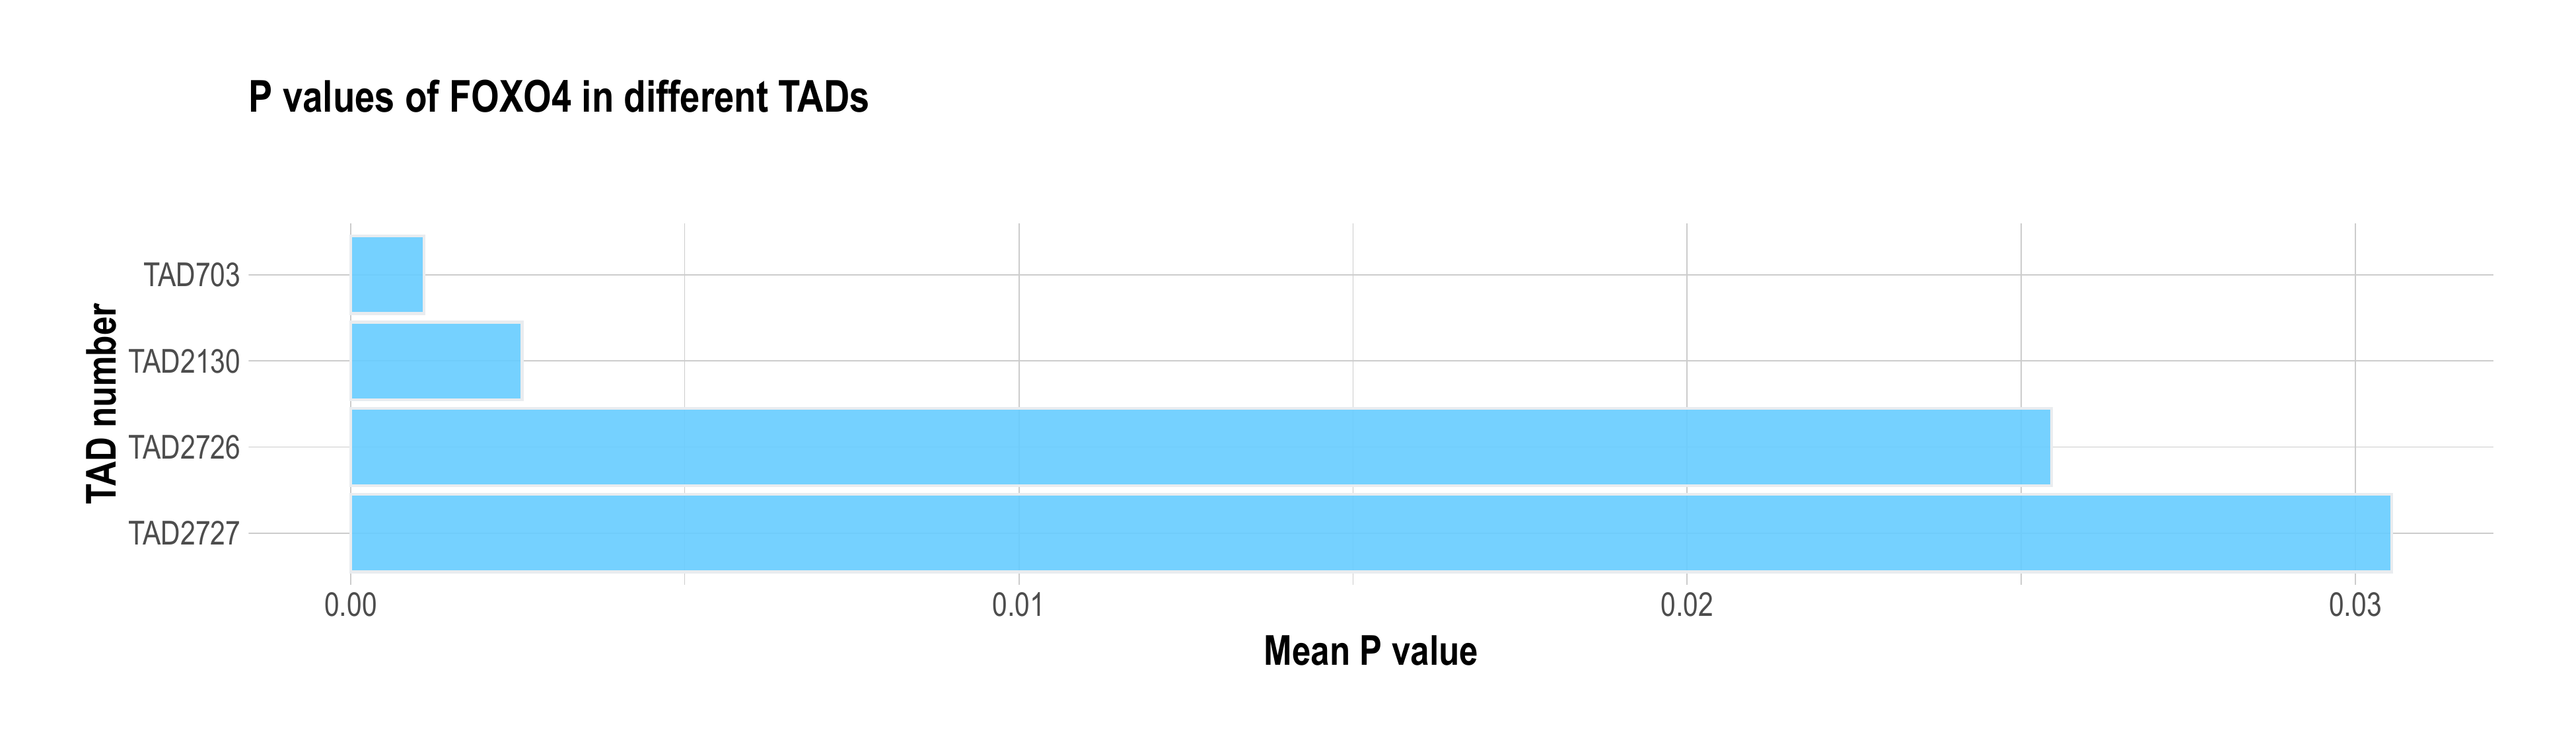 P values of FOXO4 in different TADs
TAD number
TAD703
TAD2130
TAD2726
TAD2727
0.00 0.01 0.02 0.03
Mean P value